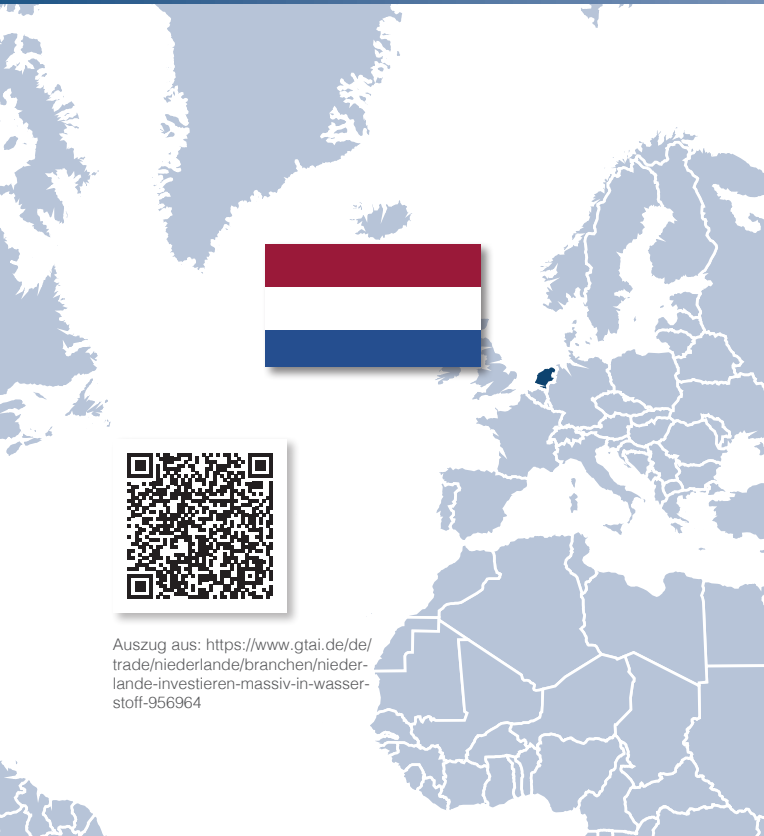 Auszug aus: https://www.gtai.de/de/
trade/niederlande/branchen/nieder-
lande-investieren-massiv-in-wasser-
stoff-956964